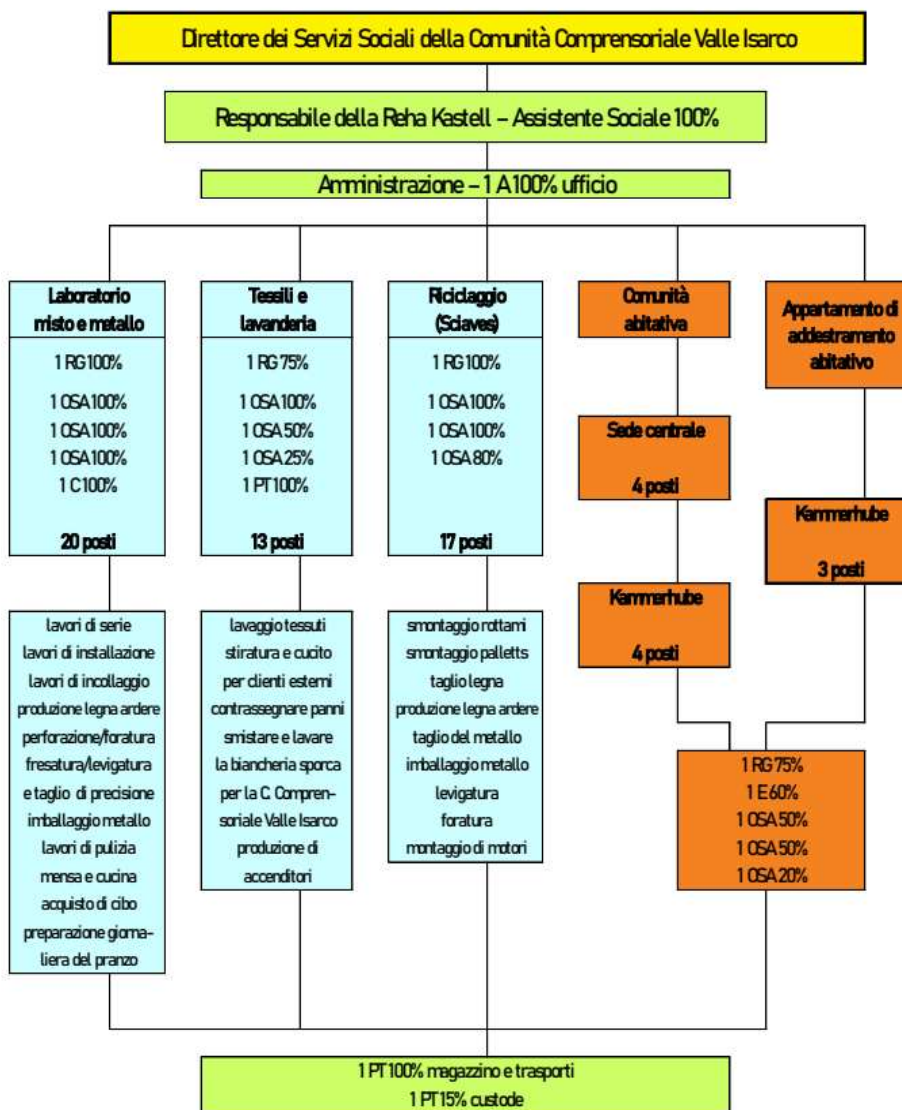 Direttore dei Servizi Sociali della Comunità Comprensoriale Valle Isarco
Responsabile della Reha Kastell – Assistente Sociale 100%
Amministrazione – 1 A 100% ufficio
Laboratorio
misto e metallo
1 RG 100%
1 OSA 100%
1 OSA 100%
1 OSA 100%
1 C 100%
20 posti
lavori di serie
lavori di installazione
lavori di incollaggio
produzione legna ardere
perforazione/foratura
fresatura/levigatura
e taglio di precisione
imballaggio metallo
lavori di pulizia
mensa e cucina
acquisto di cibo
preparazione giorna-
liera del pranzo
Tessili e
lavanderia
1 RG 75%
1 OSA 100%
1 OSA 50%
1 OSA 25%
1 PT 100%
13 posti
lavaggio tessuti
stiratura e cucito
per clienti esterni
contrassegnare panni
smistare e lavare
la biancheria sporca
per la C. Compren-
soriale Valle Isarco
produzione di
accenditori
Riciclaggio
(Sciaves)
1 RG 100%
1 OSA 100%
1 OSA 100%
1 OSA 80%
17 posti
smontaggio rottami
smontaggio palletts
taglio legna
produzione legna ardere
taglio del metallo
imballaggio metallo
levigatura
foratura
montaggio di motori
Comunità
abitativa
Sede centrale
4 posti
Kammerhube
4 posti
Appartamento di
addestramento
abitativo
Kammerhube
3 posti
1 RG 75%
1 E 60%
1 OSA 50%
1 OSA 50%
1 OSA 20%
1 PT 100% magazzino e trasporti
1 PT 15% custode